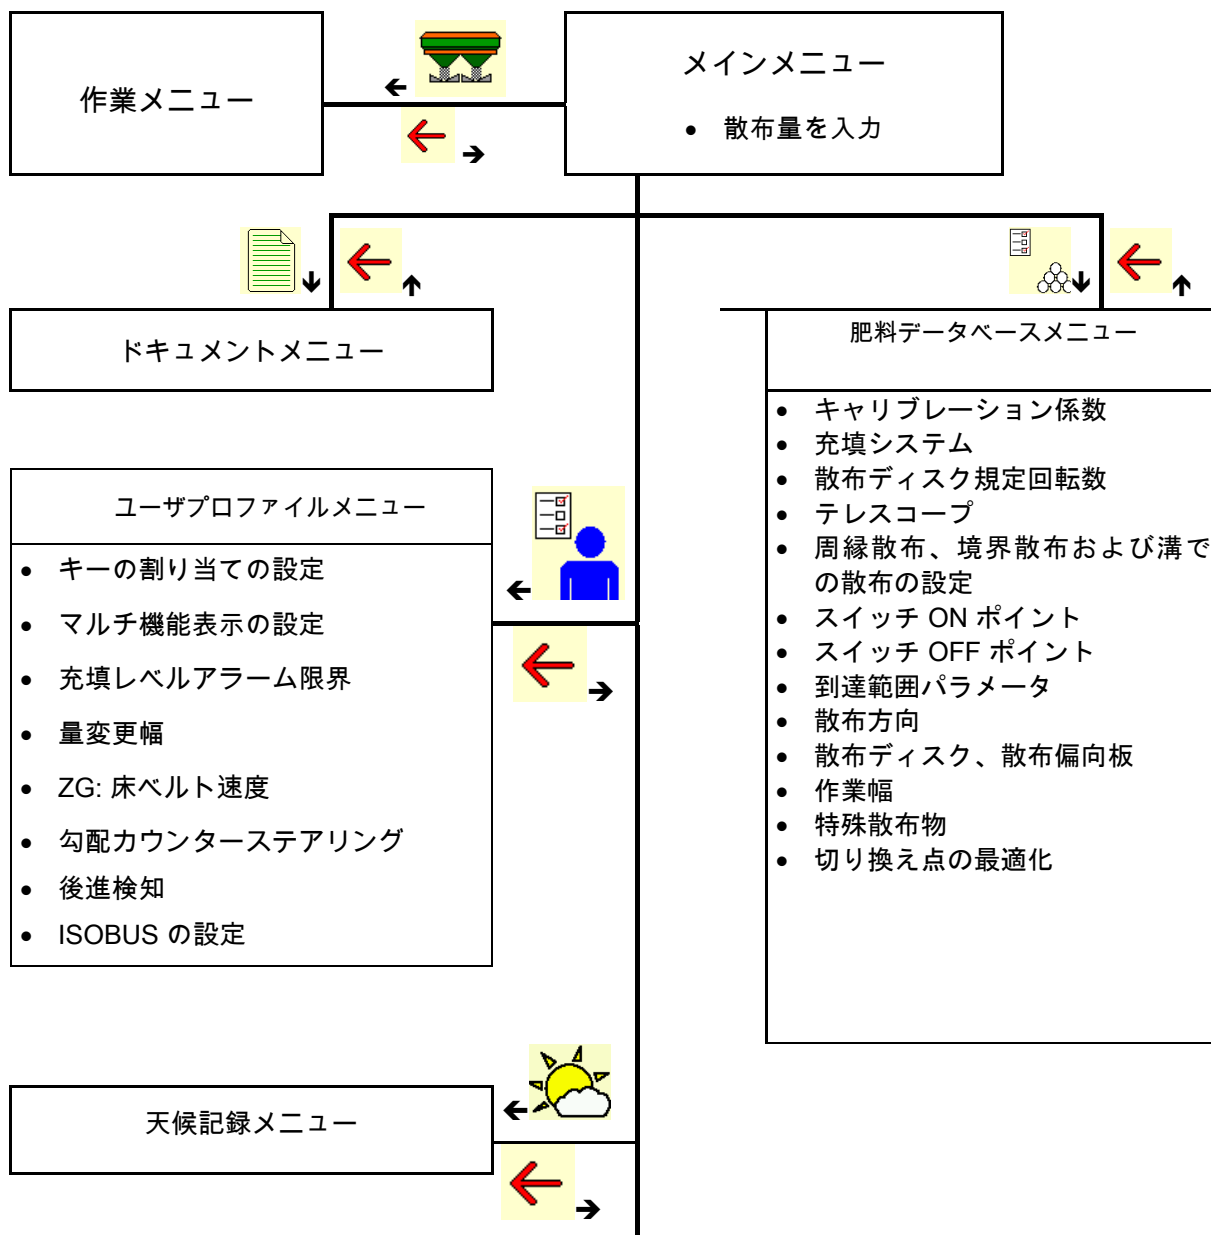 作業メニュー
メインメニュー
• 散布量を入力
ドキュメントメニュー
肥料データベースメニュー
• キャリブレーション係数
• 充填システム
• 散布ディスク規定回転数
• テレスコープ
• 周縁散布、境界散布および溝で
の散布の設定
• スイッチ ON ポイント
• スイッチ OFF ポイント
• 到達範囲パラメータ
• 散布方向
• 散布ディスク、散布偏向板
• 作業幅
• 特殊散布物
• 切り換え点の最適化
ユーザプロファイルメニュー
• キーの割り当ての設定
• マルチ機能表示の設定
• 充填レベルアラーム限界
• 量変更幅
• ZG: 床ベルト速度
• 勾配カウンターステアリング
• 後進検知
• ISOBUS の設定
天候記録メニュー